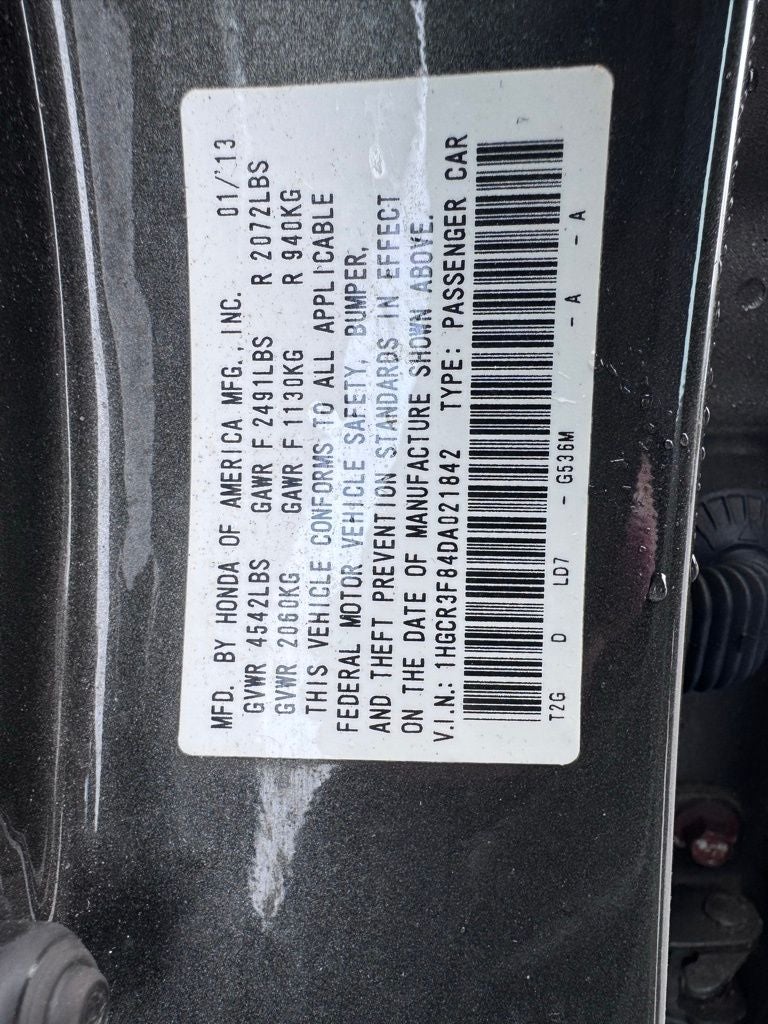 MFD. BY HONDA OF AMERICA MFG., INC. 01/'13
GVWR 4542LBS GAWR F 2491LBS R 2072LBS
GVWR 2060KG GAWR F 1130KG R 940KG
THIS VEHICLE CONFORMS TO ALL APPLICABLE
FEDERAL MOTOR VEHICLE SAFETY, BUMPER,
AND THEFT PREVENTION STANDARDS IN EFFECT
ON THE DATE OF MANUFACTURE SHOWN ABOVE.
V.I.N.: 1HGCR3F84DA021842 TYPE: PASSENGER CAR
T2G D LD7 - G536M - A - A